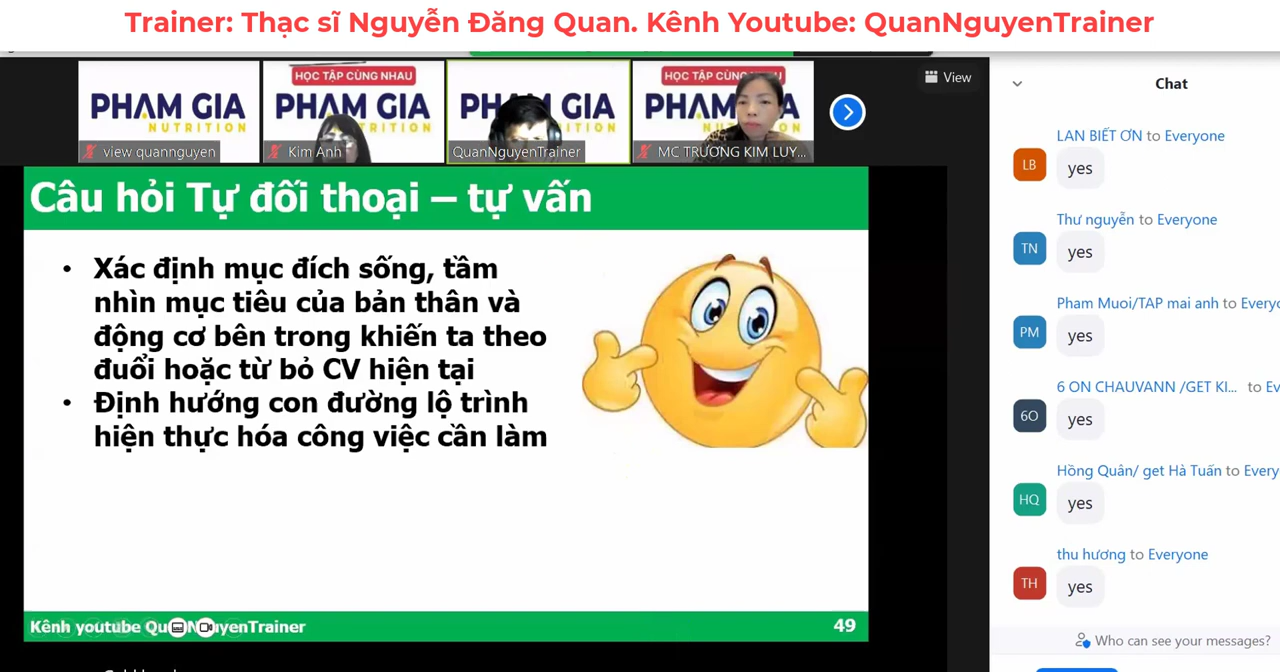 Trainer: Thạc sĩ Nguyễn Đăng Quan. Kênh Youtube: QuanNguyenTrainer
PHAM GIA
NUTRITION
view quannguyen
HỌC TẬP CÙNG NHAU
PHAM GIA
Kim Anh
PHAM GIA
QuanNguyenTrainer
HỌC TẬP CÙNG
MC TRƯƠNG KIM LUY...
View
Câu hỏi Tự đối thoại – tự vấn
• Xác định mục đích sống, tầm
nhìn mục tiêu của bản thân và
động cơ bên trong khiến ta theo
đuổi hoặc từ bỏ CV hiện tại
• Định hướng con đường lộ trình
hiện thực hóa công việc cần làm
Kênh youtube QuanNguyenTrainer
49
Chat
LAN BIẾT ƠN to Everyone
LB
yes
Thư nguyễn to Everyone
TN
yes
Pham Muoi/TAP mai anh to Everyo
PM
yes
6 ON CHAUVANN /GET KI... to Ev
6O
yes
Hồng Quân/ get Hà Tuấn to Every
HQ
yes
thu hương to Everyone
TH
yes
Who can see your messages?